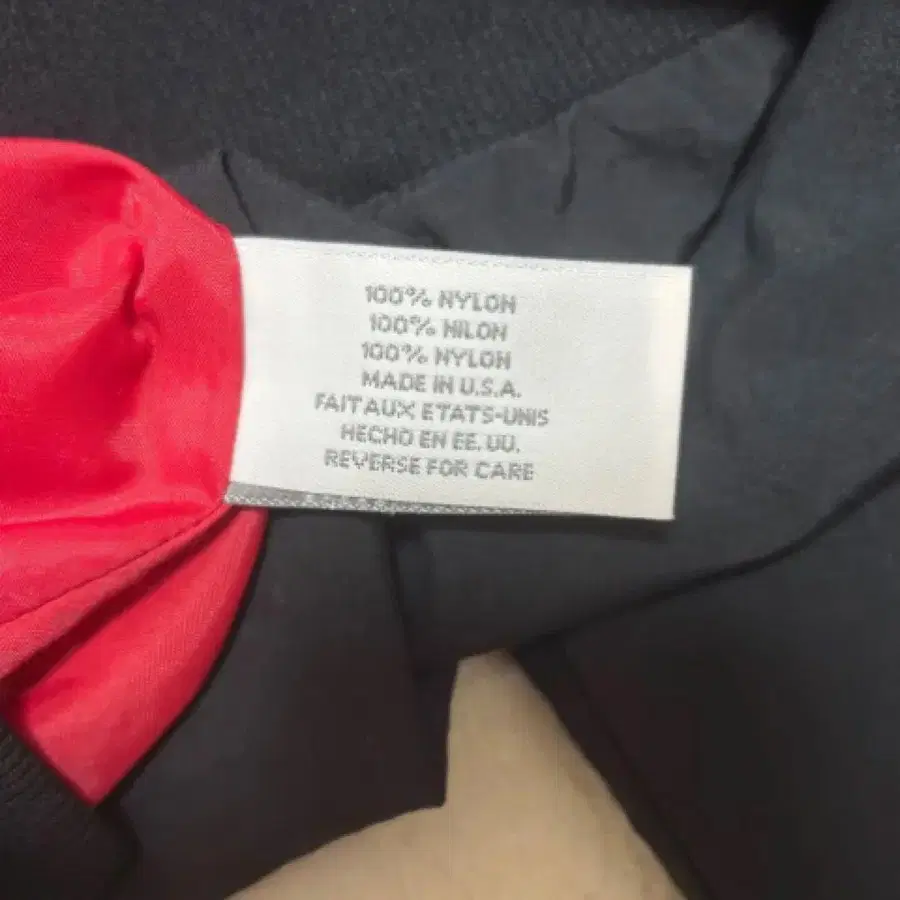 100% NYLON
100% NILON
100% NYLON
MADE IN U.S.A.
FAIT AUX ETATS-UNIS
HECHO EN EE. UU.
REVERSE FOR CARE